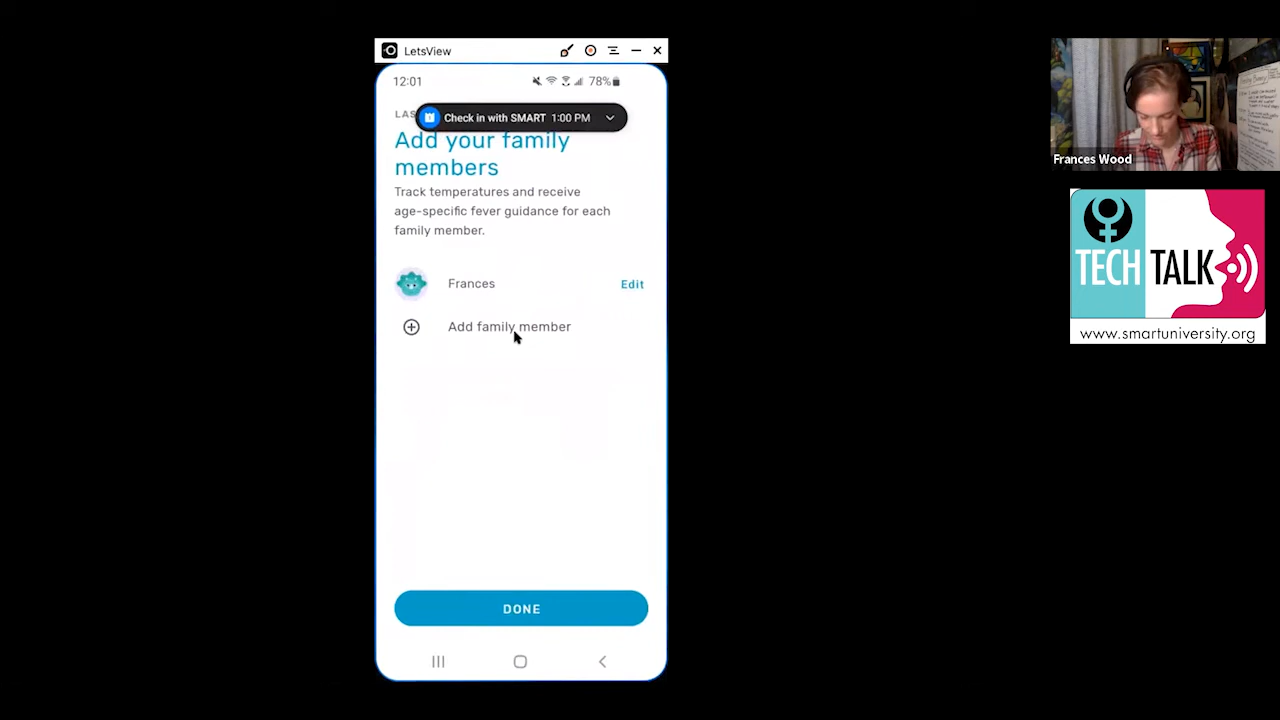 LetsView
12:01
78%
LAS
Check in with SMART 1:00 PM
Add your family
members
Track temperatures and receive
age-specific fever guidance for each
family member.
Frances
Edit
Add family member
DONE
Frances Wood
TECH TALK
www.smartuniversity.org